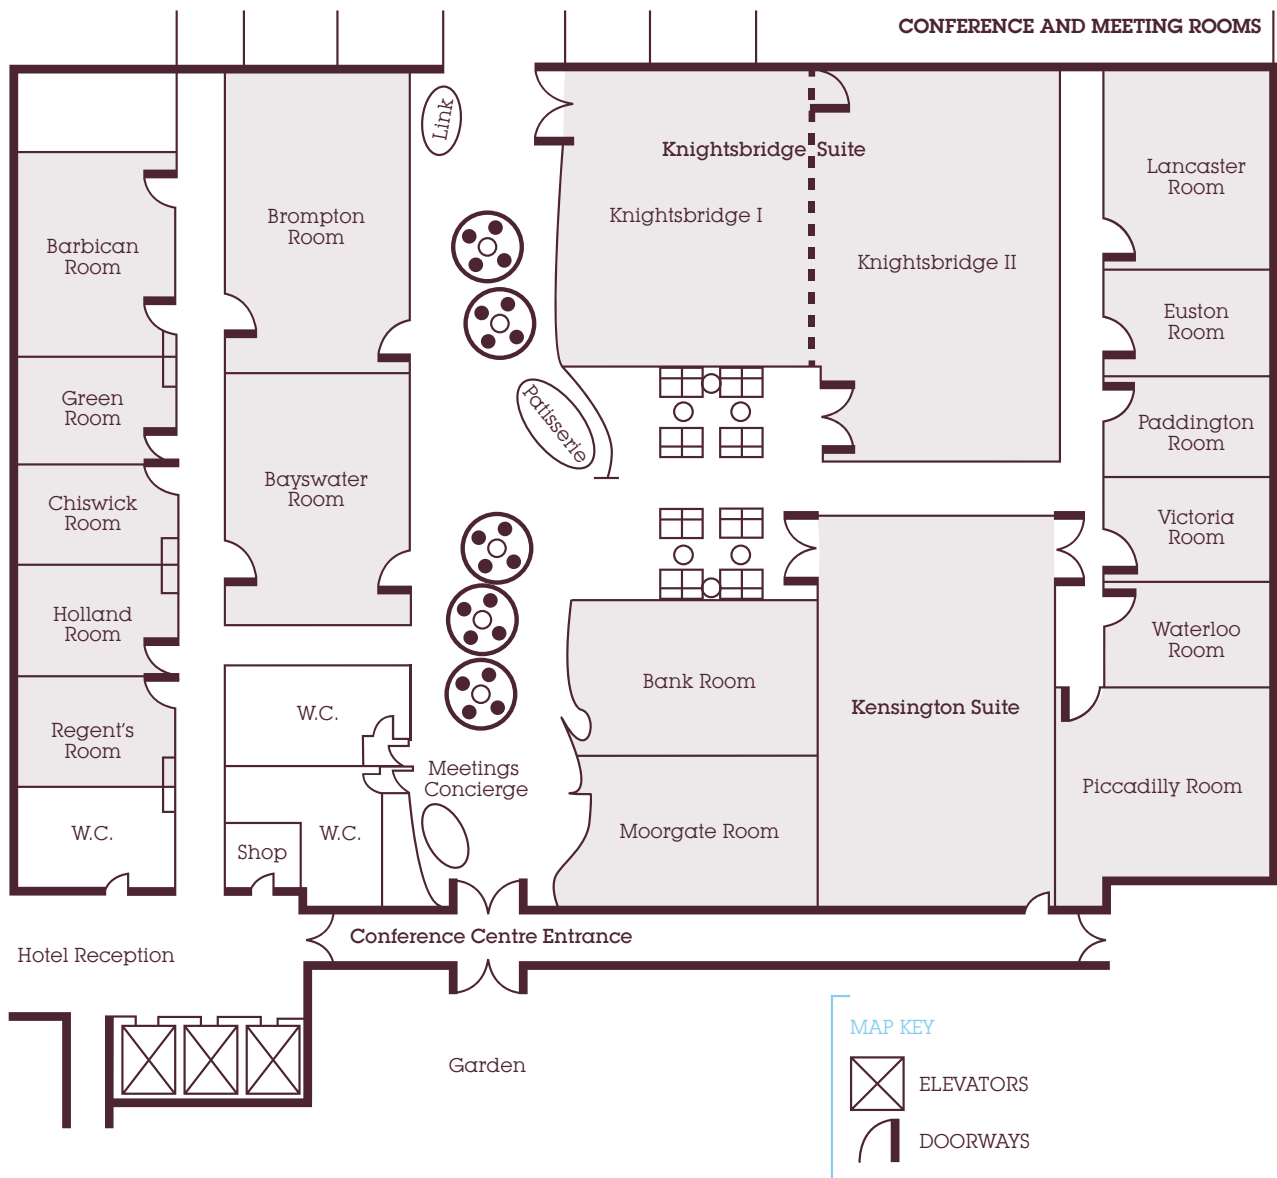 CONFERENCE AND MEETING ROOMS
Link
Knightsbridge Suite
Lancaster
Room
Brompton
Room
Knightsbridge I
Barbican
Room
Knightsbridge II
Euston
Room
Green
Room
Patisserie
Paddington
Room
Bayswater
Room
Chiswick
Room
Victoria
Room
Holland
Room
Waterloo
Room
Bank Room
Kensington Suite
W.C.
Regent's
Room
Meetings
Concierge
Piccadilly Room
W.C.
W.C.
Moorgate Room
Shop
Conference Centre Entrance
Hotel Reception
Garden
MAP KEY
ELEVATORS
DOORWAYS